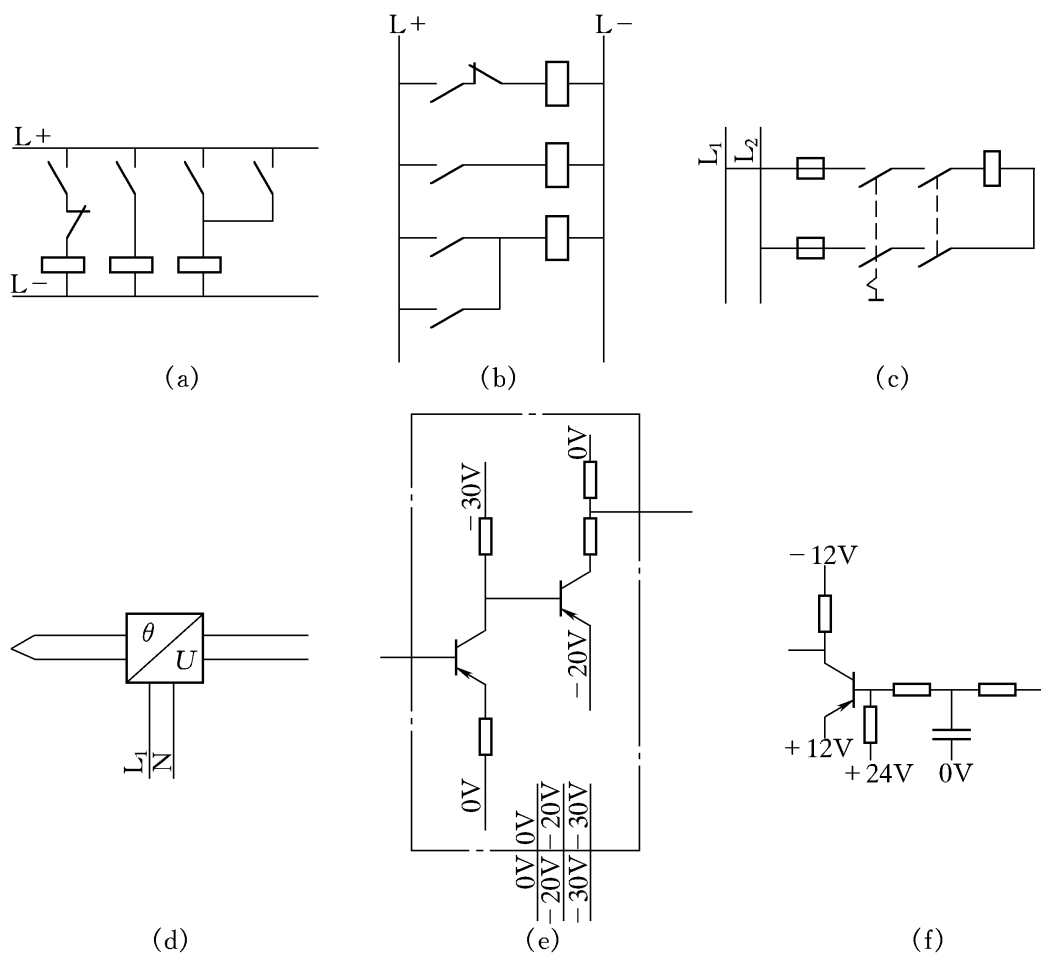 L+
L−
(a)
L+ L−
(b)
L₁ L₂
(c)
θ
U
L₁ N
(d)
−30V
0V
−20V
0V
0V 0V
−20V −20V
−30V −30V
(e)
−12V
+12V
+24V
0V
(f)